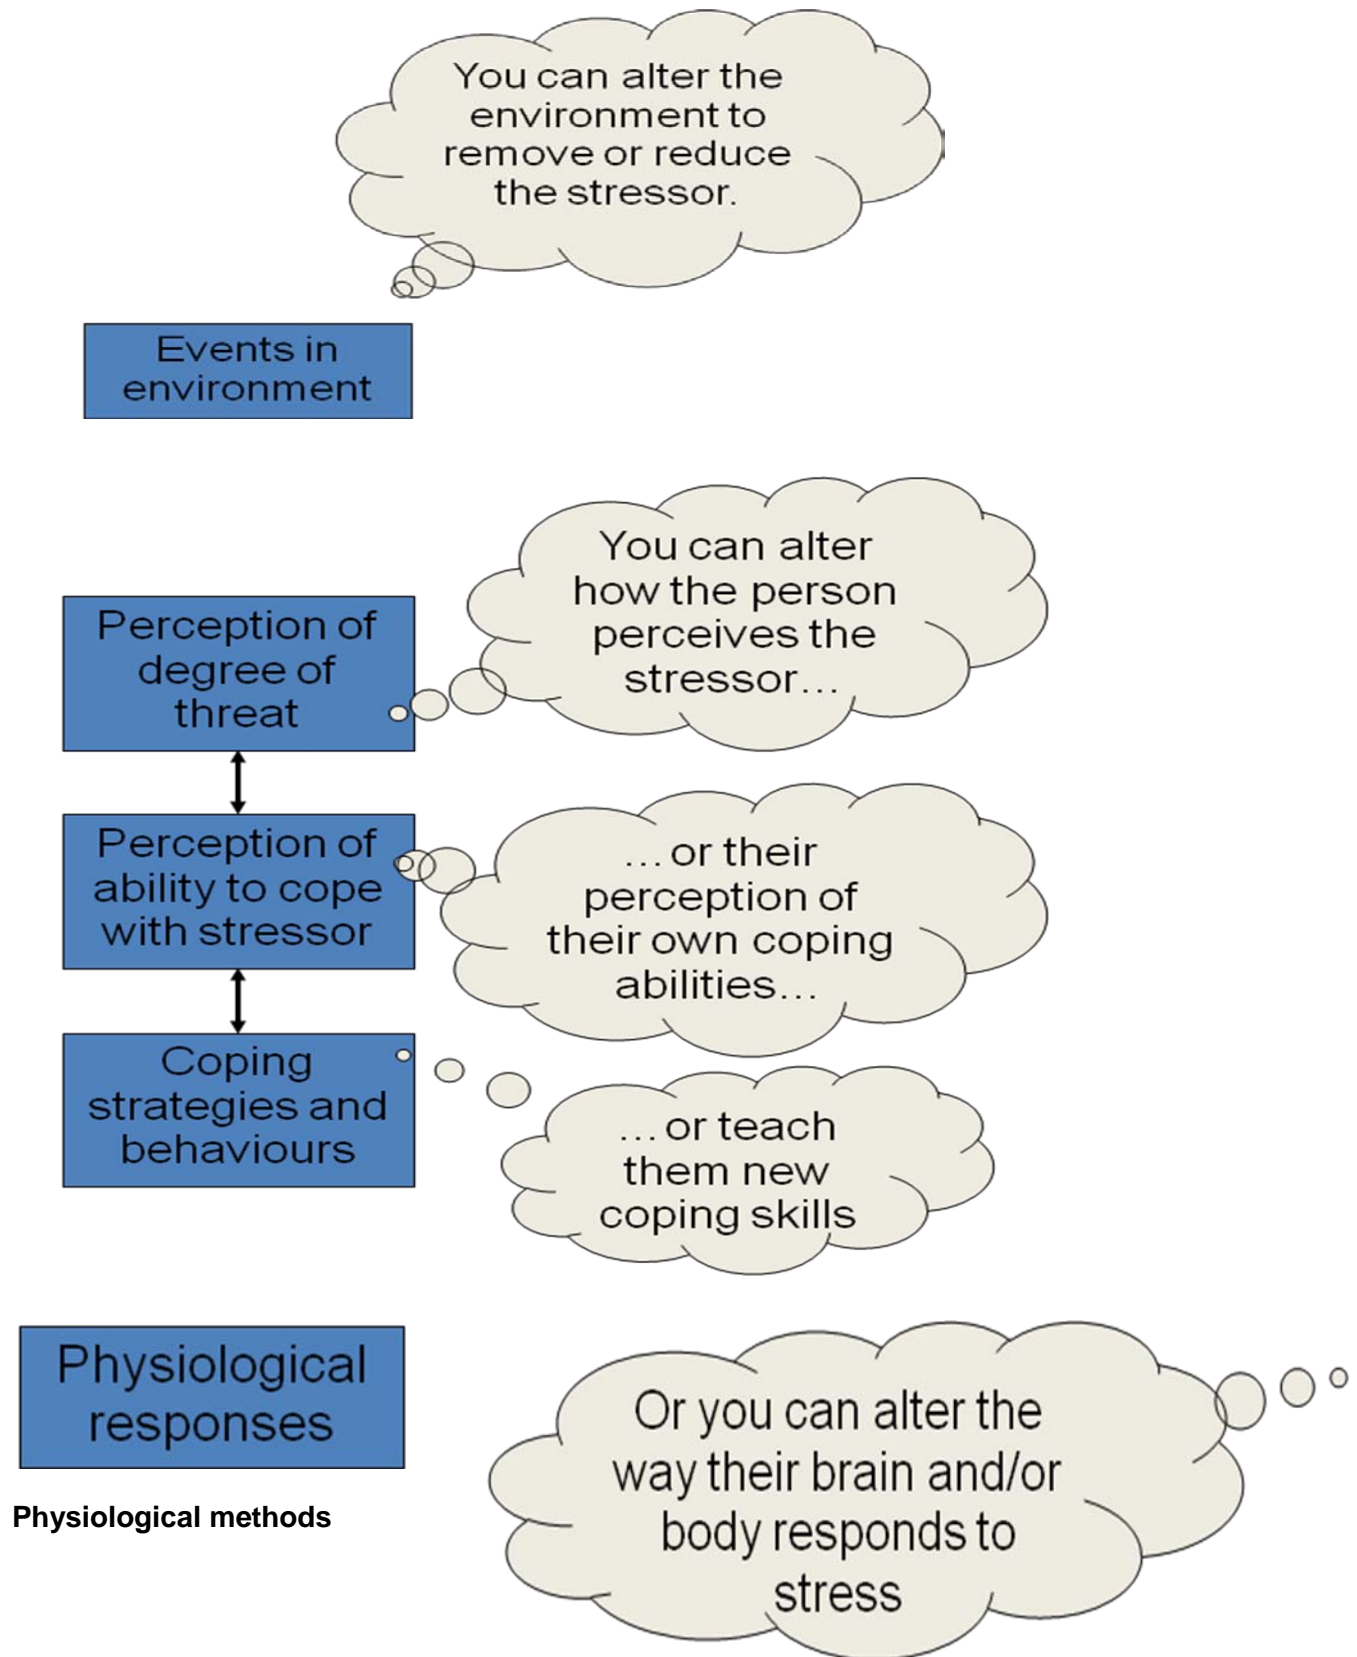 You can alter the
environment to
remove or reduce
the stressor.
Events in
environment
You can alter
how the person
perceives the
stressor…
Perception of
degree of
threat
…or their
perception of
their own coping
abilities…
Perception of
ability to cope
with stressor
Coping
strategies and
behaviours
…or teach
them new
coping skills
Physiological
responses
Or you can alter the
way their brain and/or
body responds to
stress
Physiological methods